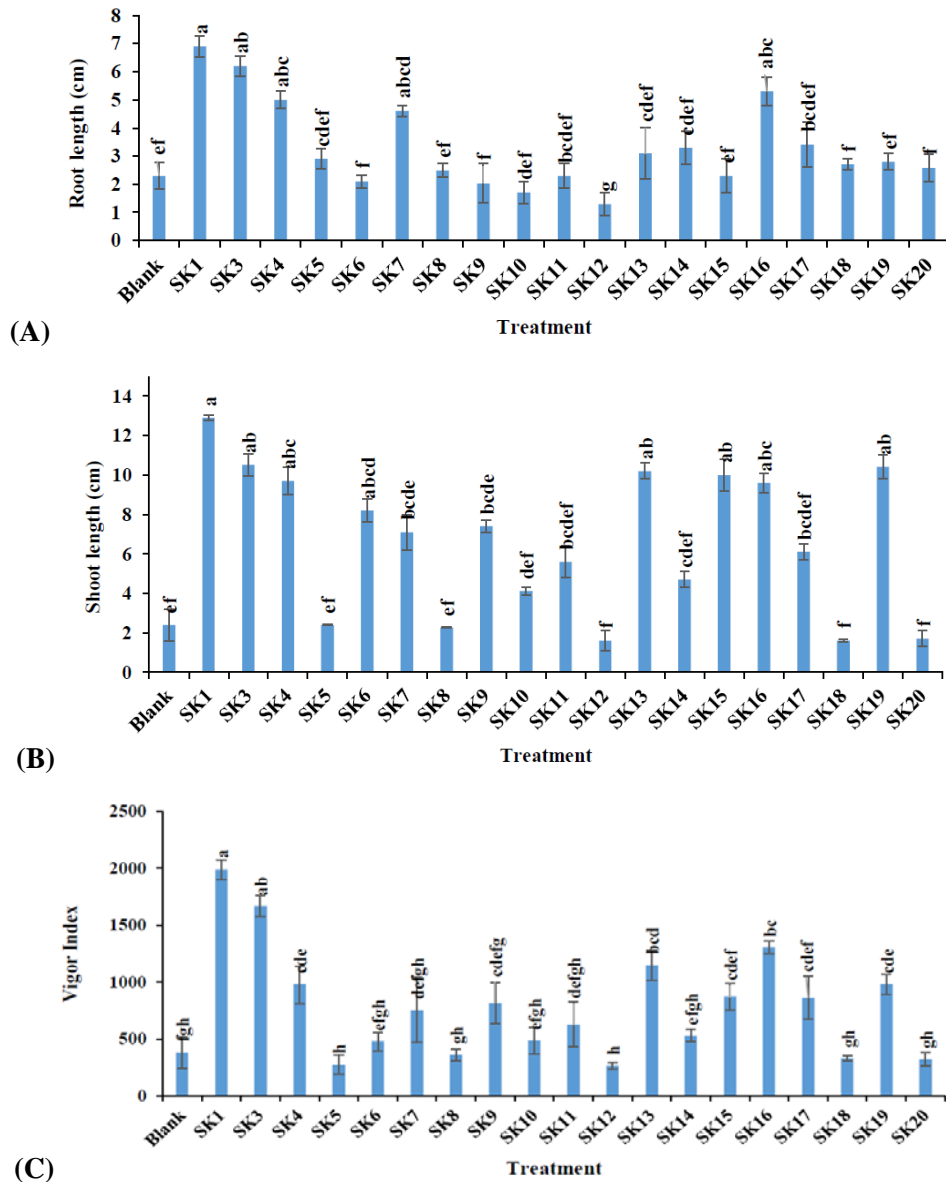 8
7
6
5
4
3
2
1
0
Root length (cm)
ef a ab abc cdef f abcd ef f def bcdef g cdef cdef ef abc bcdef f ef f
Blank SK1 SK3 SK4 SK5 SK6 SK7 SK8 SK9 SK10 SK11 SK12 SK13 SK14 SK15 SK16 SK17 SK18 SK19 SK20
Treatment
(A)
14
12
10
8
6
4
2
0
Shoot length (cm)
ef a ab abc ef abcd bcde ef bcde def bcdef f ab cdef ab abc bcdef f ab f
Blank SK1 SK3 SK4 SK5 SK6 SK7 SK8 SK9 SK10 SK11 SK12 SK13 SK14 SK15 SK16 SK17 SK18 SK19 SK20
Treatment
(B)
2500
2000
1500
1000
500
0
Vigor Index
fgh a ab cde h efgh defgh gh cdefg efgh defgh h bcd efgh cdef bc cdef gh cde gh
Blank SK1 SK3 SK4 SK5 SK6 SK7 SK8 SK9 SK10 SK11 SK12 SK13 SK14 SK15 SK16 SK17 SK18 SK19 SK20
Treatment
(C)